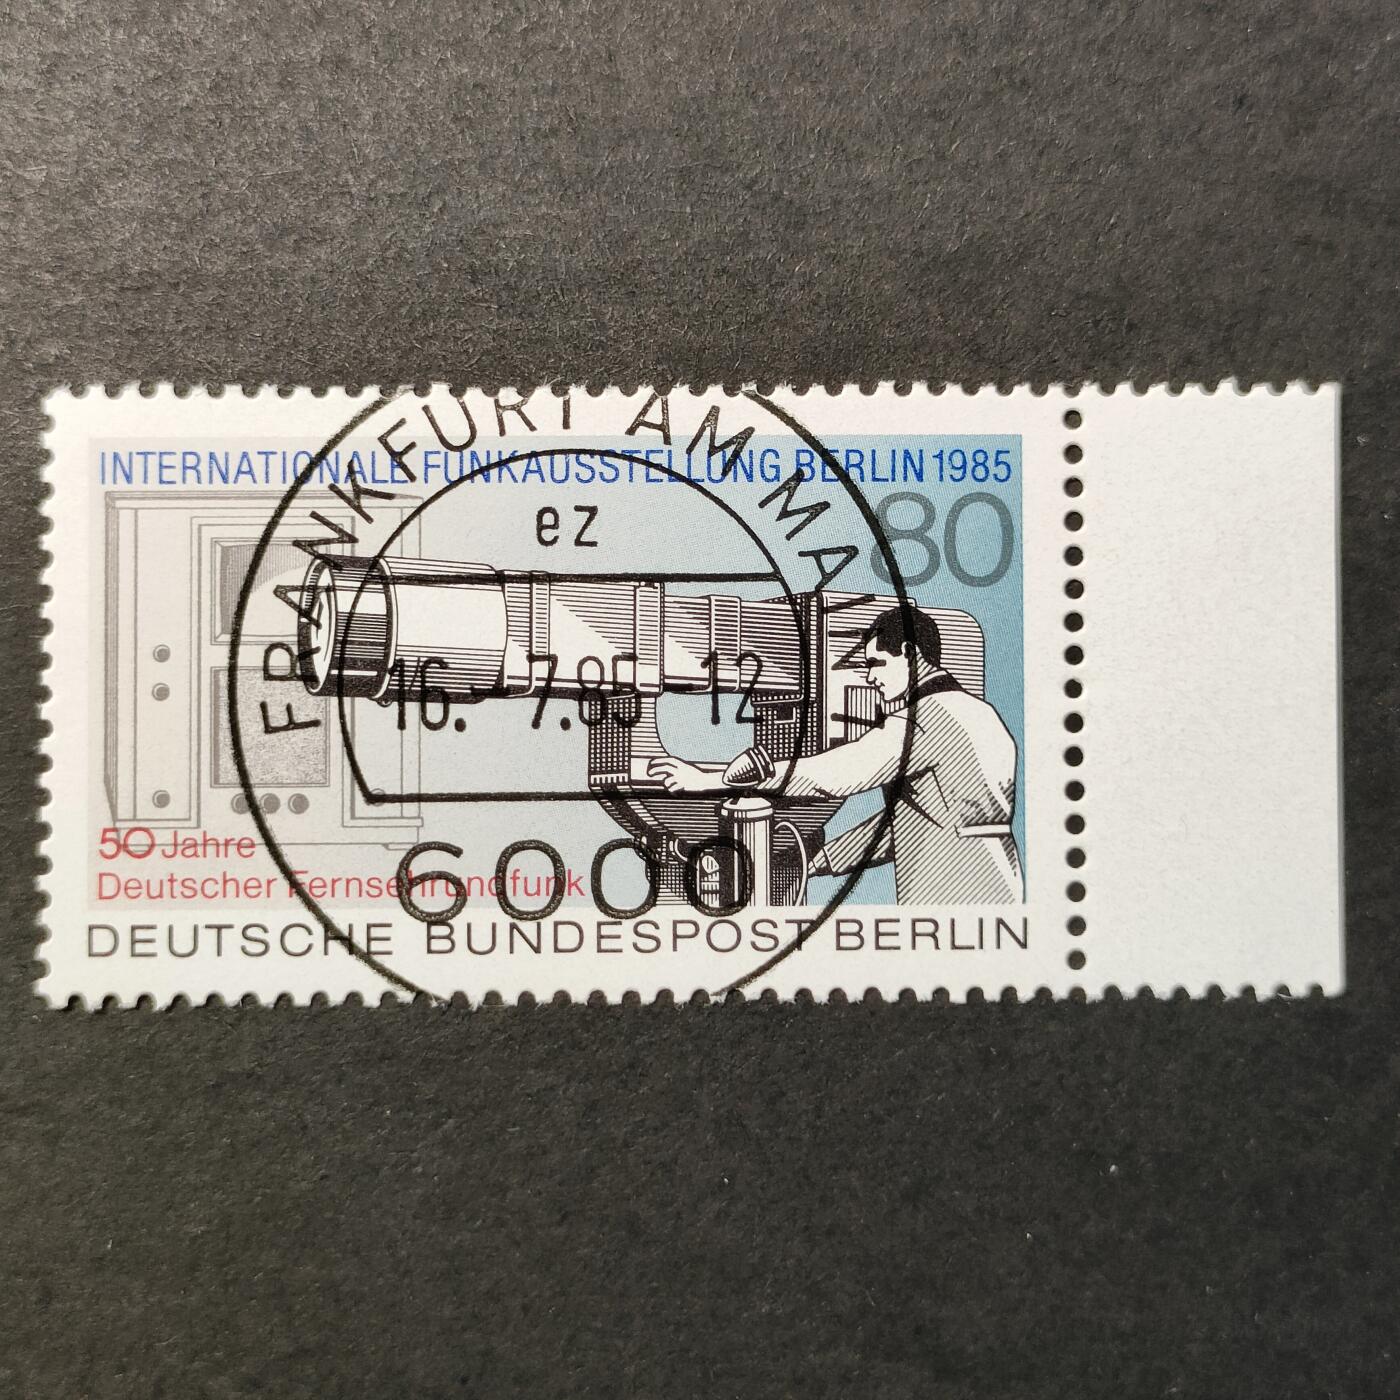 INTERNATIONALE FUNKAUSSTELLUNG BERLIN 1985
80
50 Jahre
Deutscher Fernsehrundfunk
DEUTSCHE BUNDESPOST BERLIN
FRANKFURT AM MAIN 1
ez
16.-7.85 12
6000